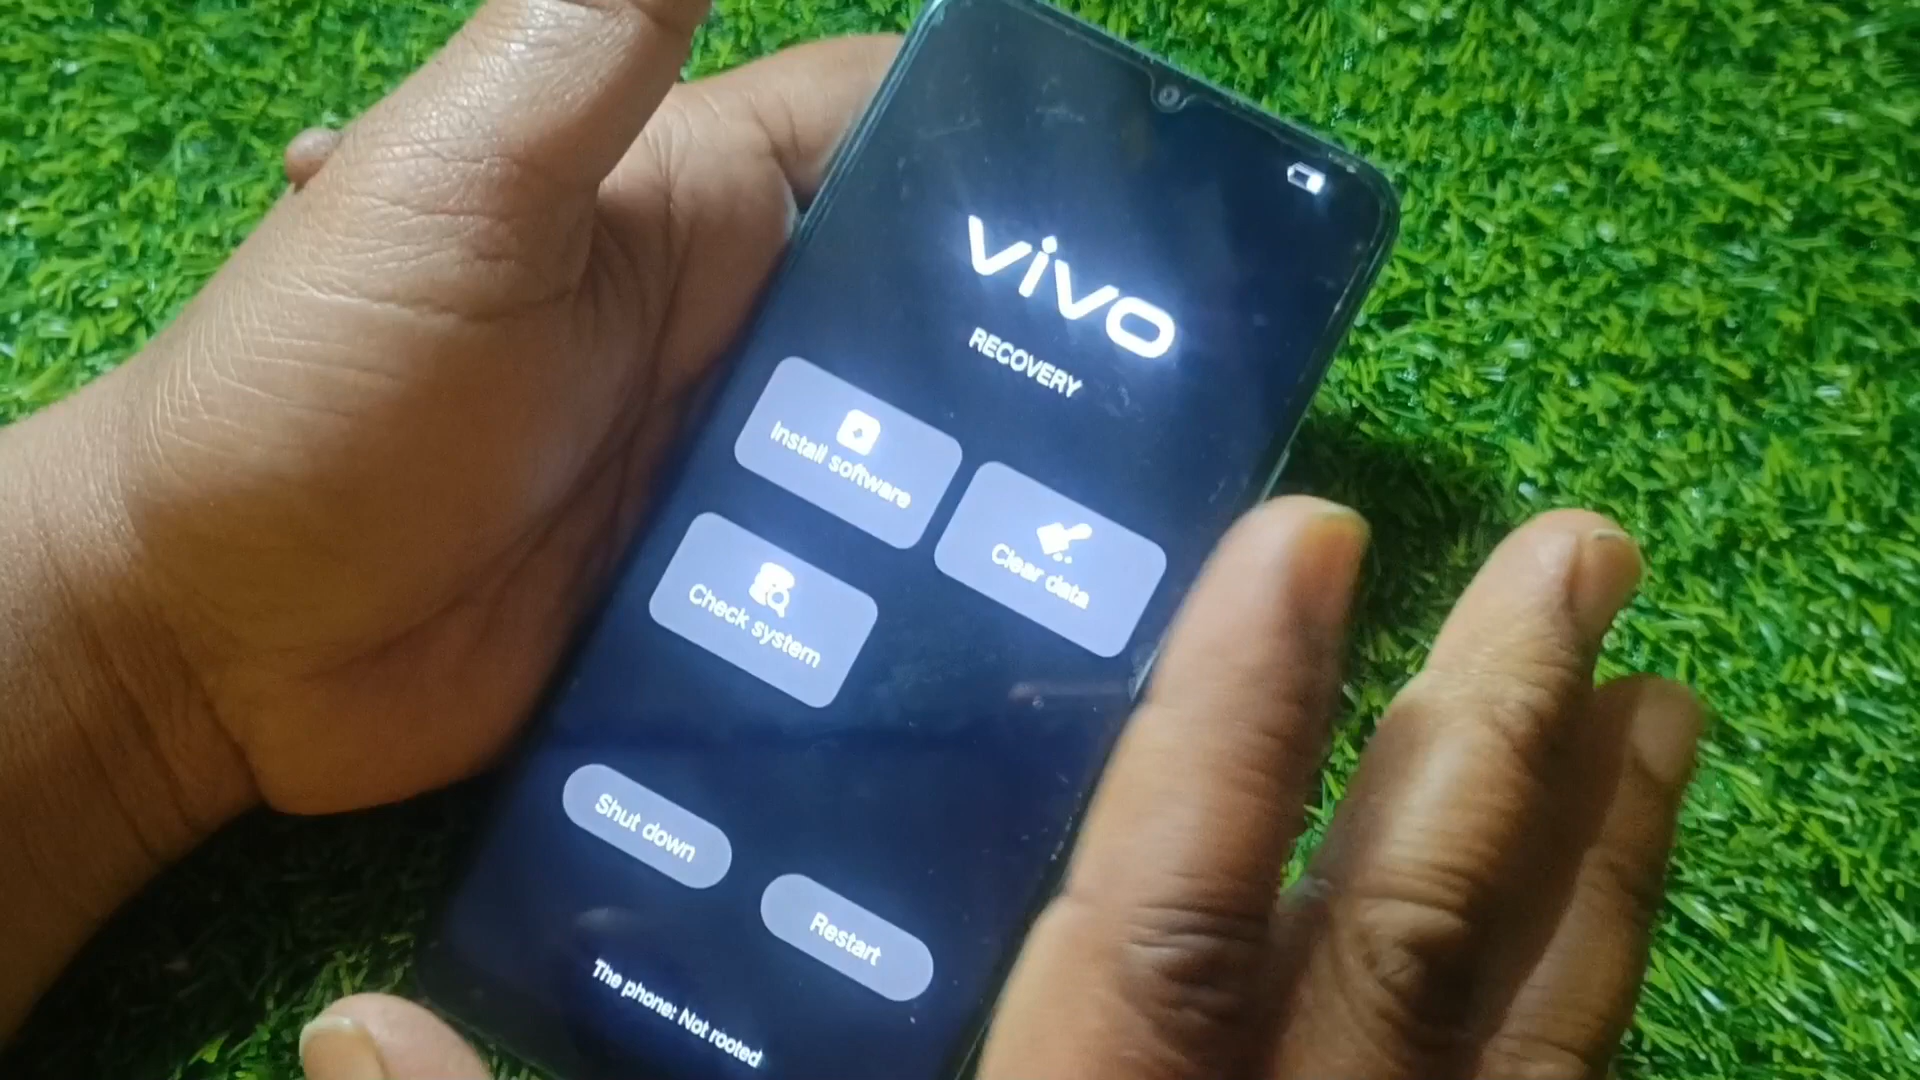 vivo
RECOVERY
Install software
Clear data
Check system
Shut down
Restart
The phone: Not rooted